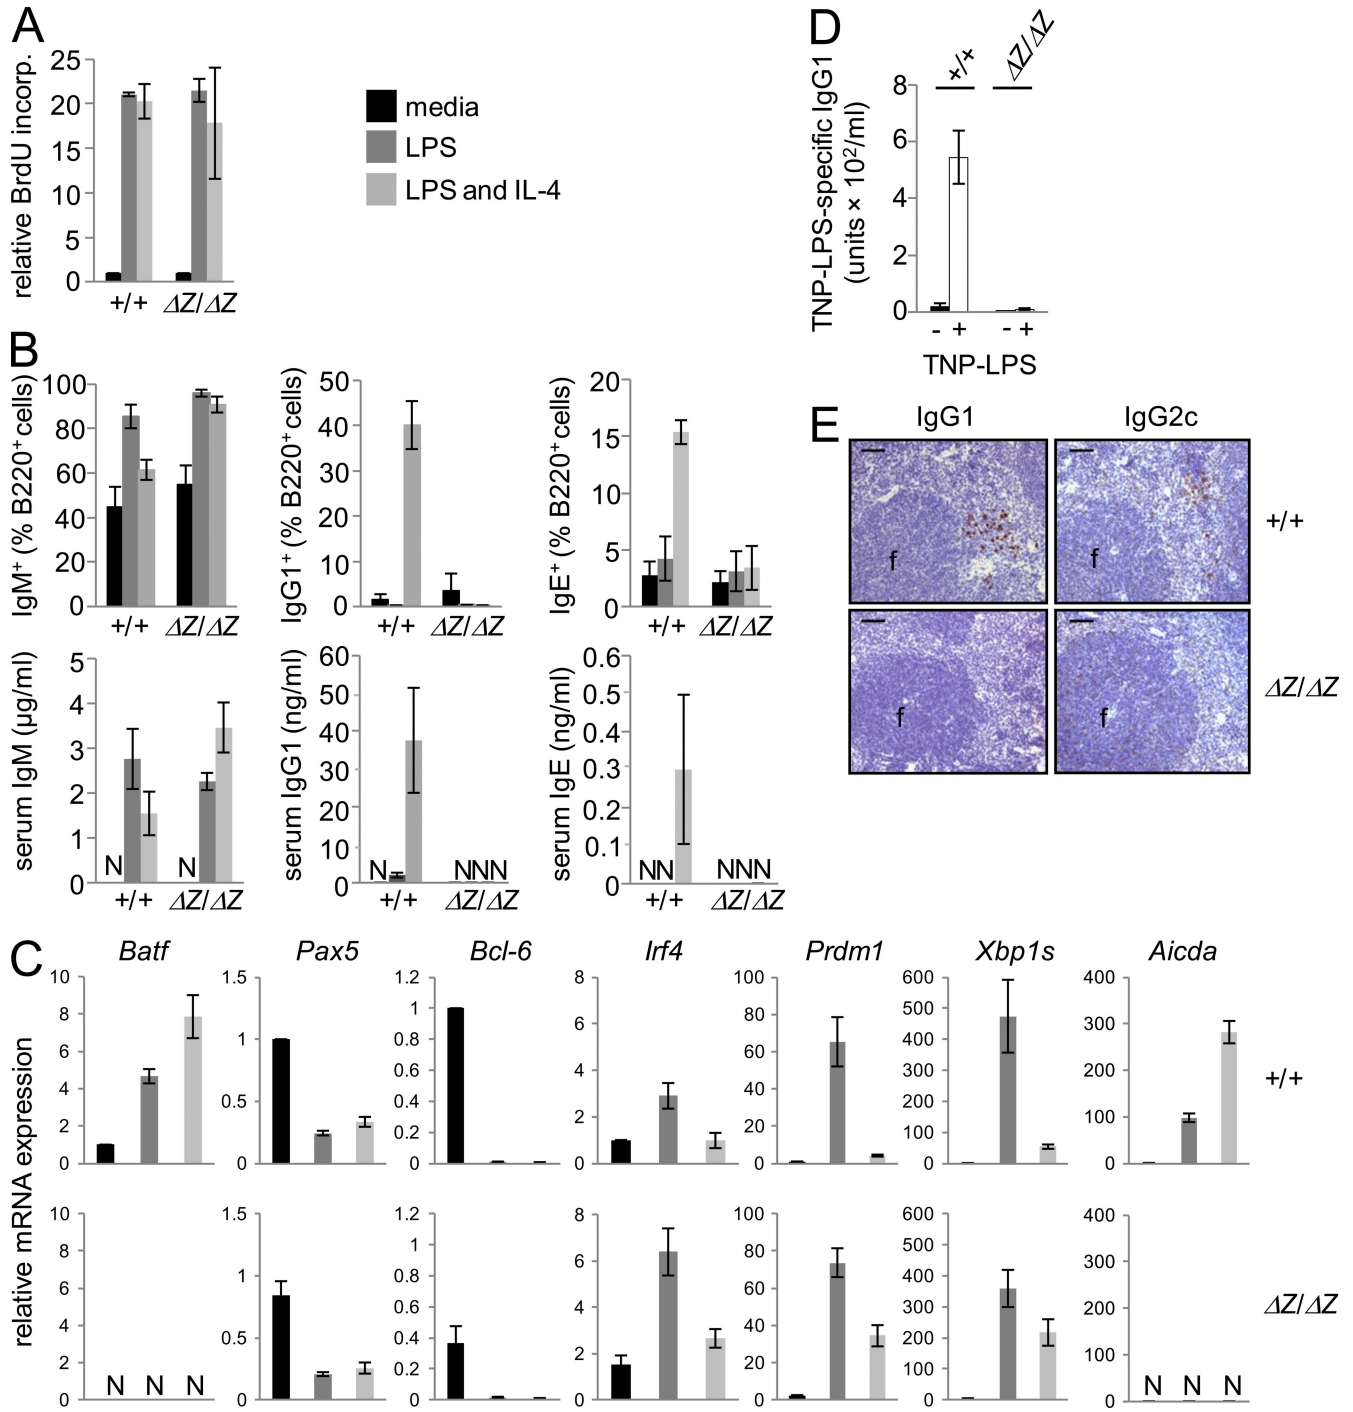 A
relative BrdU incorp.
25
20
15
10
5
0
+/+
ΔZ/ΔZ
media
LPS
LPS and IL-4
B
IgM⁺ (% B220⁺ cells)
100
80
60
40
20
0
+/+
ΔZ/ΔZ
IgG1⁺ (% B220⁺ cells)
50
40
30
20
10
0
+/+
ΔZ/ΔZ
IgE⁺ (% B220⁺ cells)
20
15
10
5
0
+/+
ΔZ/ΔZ
serum IgM (µg/ml)
5
4
3
2
1
0
N
N
+/+
ΔZ/ΔZ
serum IgG1 (ng/ml)
60
50
40
30
20
10
0
N
NNN
+/+
ΔZ/ΔZ
serum IgE (ng/ml)
0.6
0.5
0.4
0.3
0.2
0.1
0
NN
NNN
+/+
ΔZ/ΔZ
C
relative mRNA expression
Batf
10
8
6
4
2
0
Pax5
1.5
1
0.5
0
Bcl-6
1.2
1
0.8
0.6
0.4
0.2
0
Irf4
8
6
4
2
0
Prdm1
100
80
60
40
20
0
Xbp1s
600
500
400
300
200
100
0
Aicda
400
300
200
100
0
+/+
10
8
6
4
2
0
N N N
1.5
1
0.5
0
1.2
1
0.8
0.6
0.4
0.2
0
8
6
4
2
0
100
80
60
40
20
0
600
500
400
300
200
100
0
400
300
200
100
0
N N N
ΔZ/ΔZ
D
TNP-LPS-specific IgG1
(units × 10²/ml)
+/+
ΔZ/ΔZ
8
6
4
2
0
- +
- +
TNP-LPS
E
IgG1
IgG2c
f
f
+/+
f
f
ΔZ/ΔZ